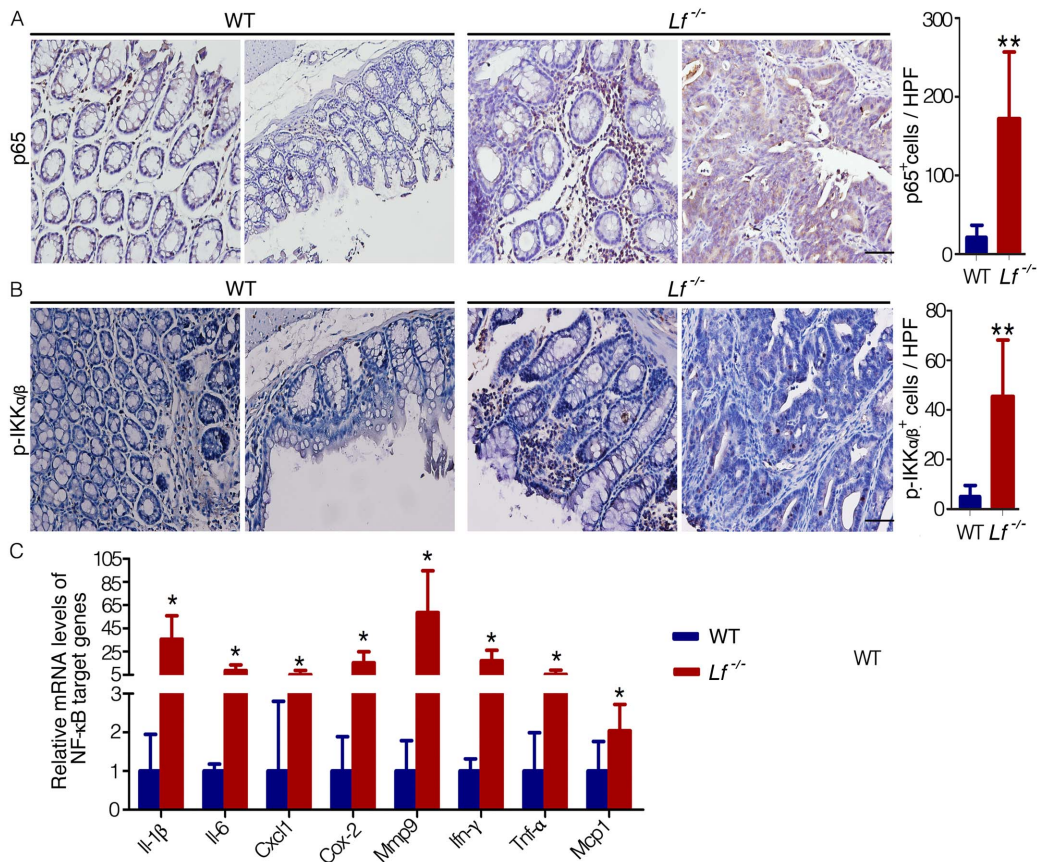 A
WT
Lf -/-
p65
p65+cells / HPF
300
200
100
0
**
WT Lf -/-
B
WT
Lf -/-
p-IKKα/β
p-IKKα/β+ cells / HPF
80
60
40
20
0
**
WT Lf -/-
C
Relative mRNA levels of
NF-κB target genes
105
85
65
45
25
5
3
2
1
0
* * * * * * * *
Il-1β Il-6 Cxcl1 Cox-2 Mmp9 Ifn-γ Tnf-α Mcp1
WT
Lf -/-
WT